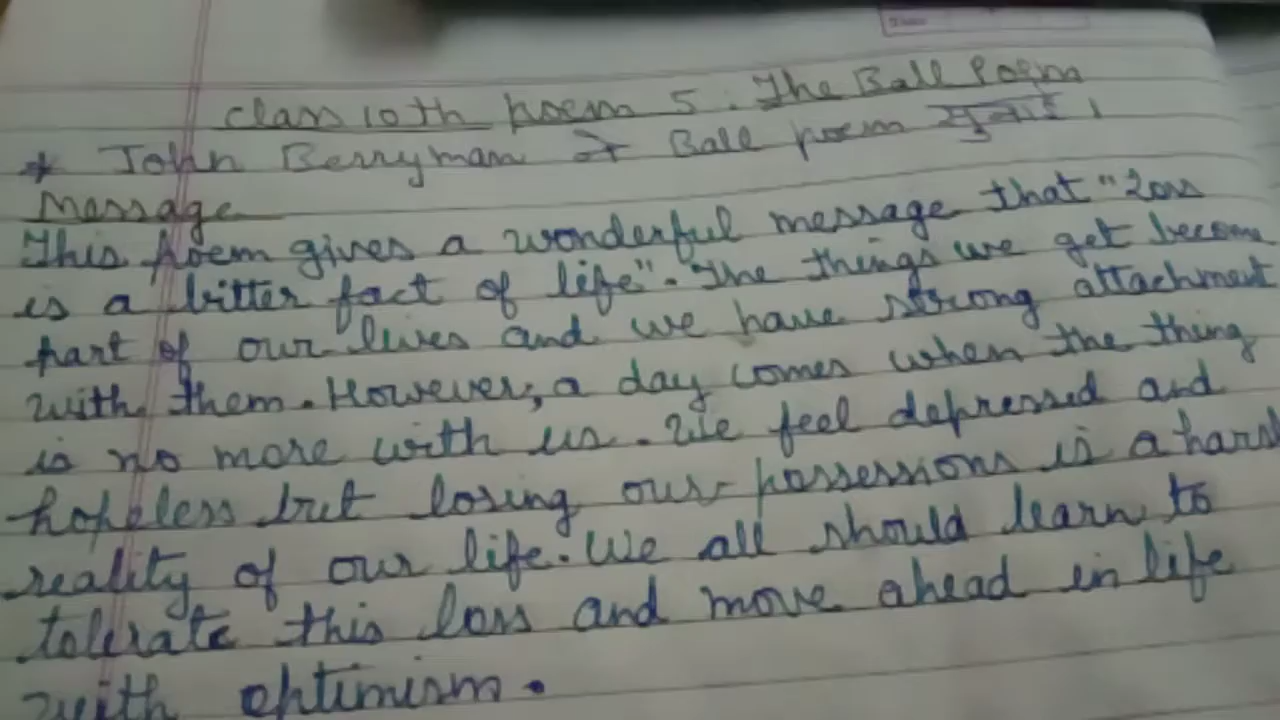 Class 10th poem 5. The Ball Poem
* John Berryman ने Ball poem सुनाई।
Message
This poem gives a wonderful message that "Loss
is a bitter fact of life". The things we get become
part of our lives and we have strong attachment
with them. However, a day comes when the thing
is no more with us. We feel depressed and
hopeless but losing our possessions is a harsh
reality of our life. We all should learn to
tolerate this loss and move ahead in life
with optimism.